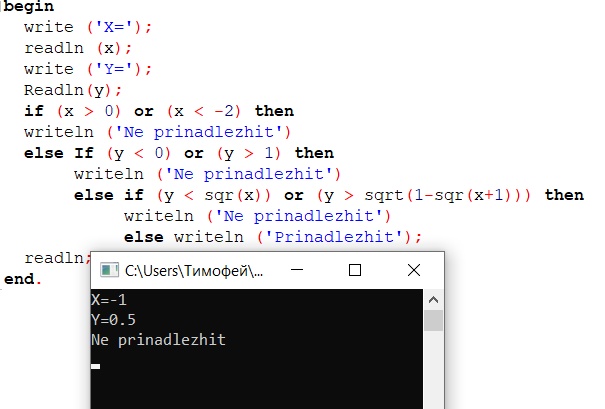 begin
write ('X=');
readln (x);
write ('Y=');
Readln(y);
if (x > 0) or (x < -2) then
writeln ('Ne prinadlezhit')
else If (y < 0) or (y > 1) then
writeln ('Ne prinadlezhit')
else if (y < sqr(x)) or (y > sqrt(1-sqr(x+1))) then
writeln ('Ne prinadlezhit')
else writeln ('Prinadlezhit');
readln;
end.
C:\Users\Тимофей\...
X=-1
Y=0.5
Ne prinadlezhit